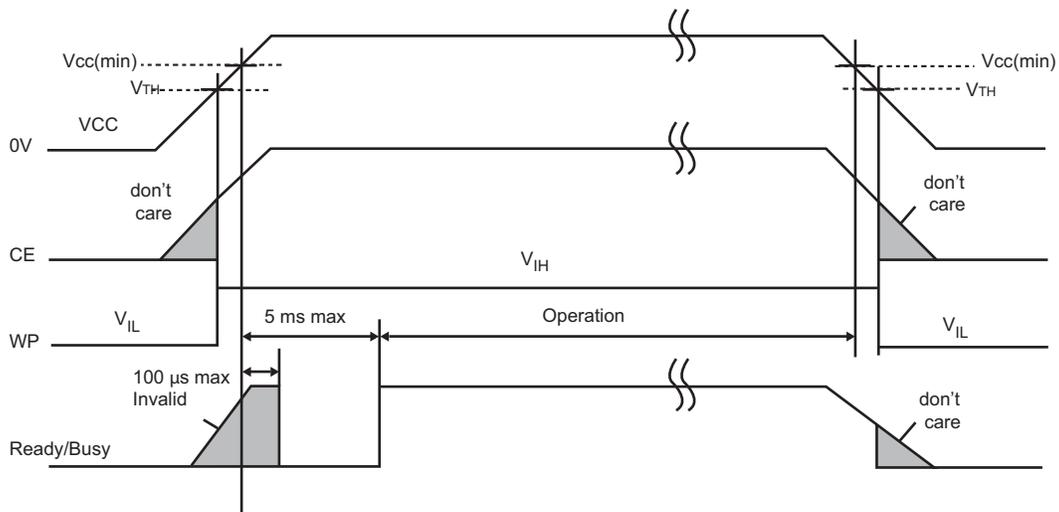 Vcc(min)
VTH
VCC
0V
Vcc(min)
VTH
don't
care
don't
care
CE
VIH
VIL
5 ms max
Operation
VIL
WP
100 µs max
Invalid
don't
care
Ready/Busy